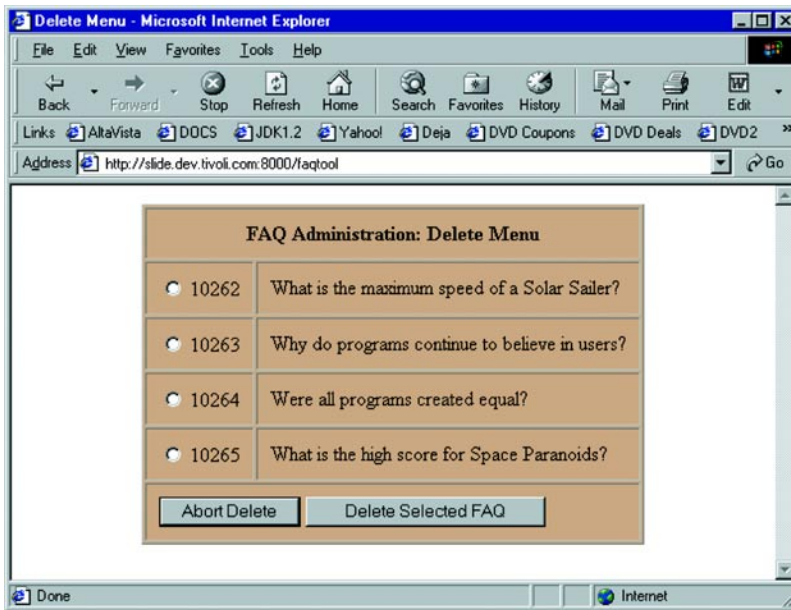 Delete Menu - Microsoft Internet Explorer
File Edit View Favorites Tools Help
Back Forward Stop Refresh Home Search Favorites History Mail Print Edit
Links AltaVista DOCS JDK1.2 Yahoo! Deja DVD Coupons DVD Deals DVD2 »
Address http://slide.dev.tivoli.com:8000/faqtool Go
FAQ Administration: Delete Menu
10262 What is the maximum speed of a Solar Sailer?
10263 Why do programs continue to believe in users?
10264 Were all programs created equal?
10265 What is the high score for Space Paranoids?
Abort Delete Delete Selected FAQ
Done Internet